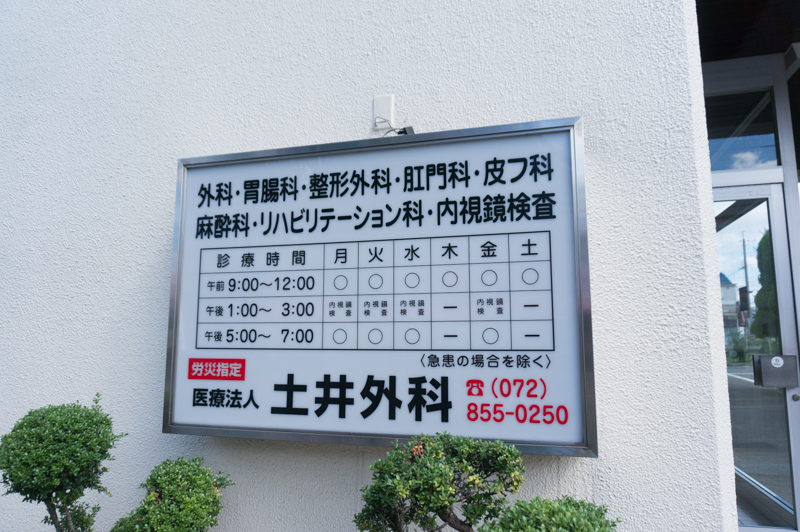 外科・胃腸科・整形外科・肛門科・皮フ科
麻酔科・リハビリテーション科・内視鏡検査
診療時間 月 火 水 木 金 土
午前 9:00〜12:00 ○ ○ ○ ○ ○ ○
午後 1:00〜 3:00 内視鏡検査 内視鏡検査 内視鏡検査 ー 内視鏡検査 ー
午後 5:00〜 7:00 ○ ○ ○ ー ○ ー
〈急患の場合を除く〉
労災指定
医療法人 土井外科
☎(072)
855-0250